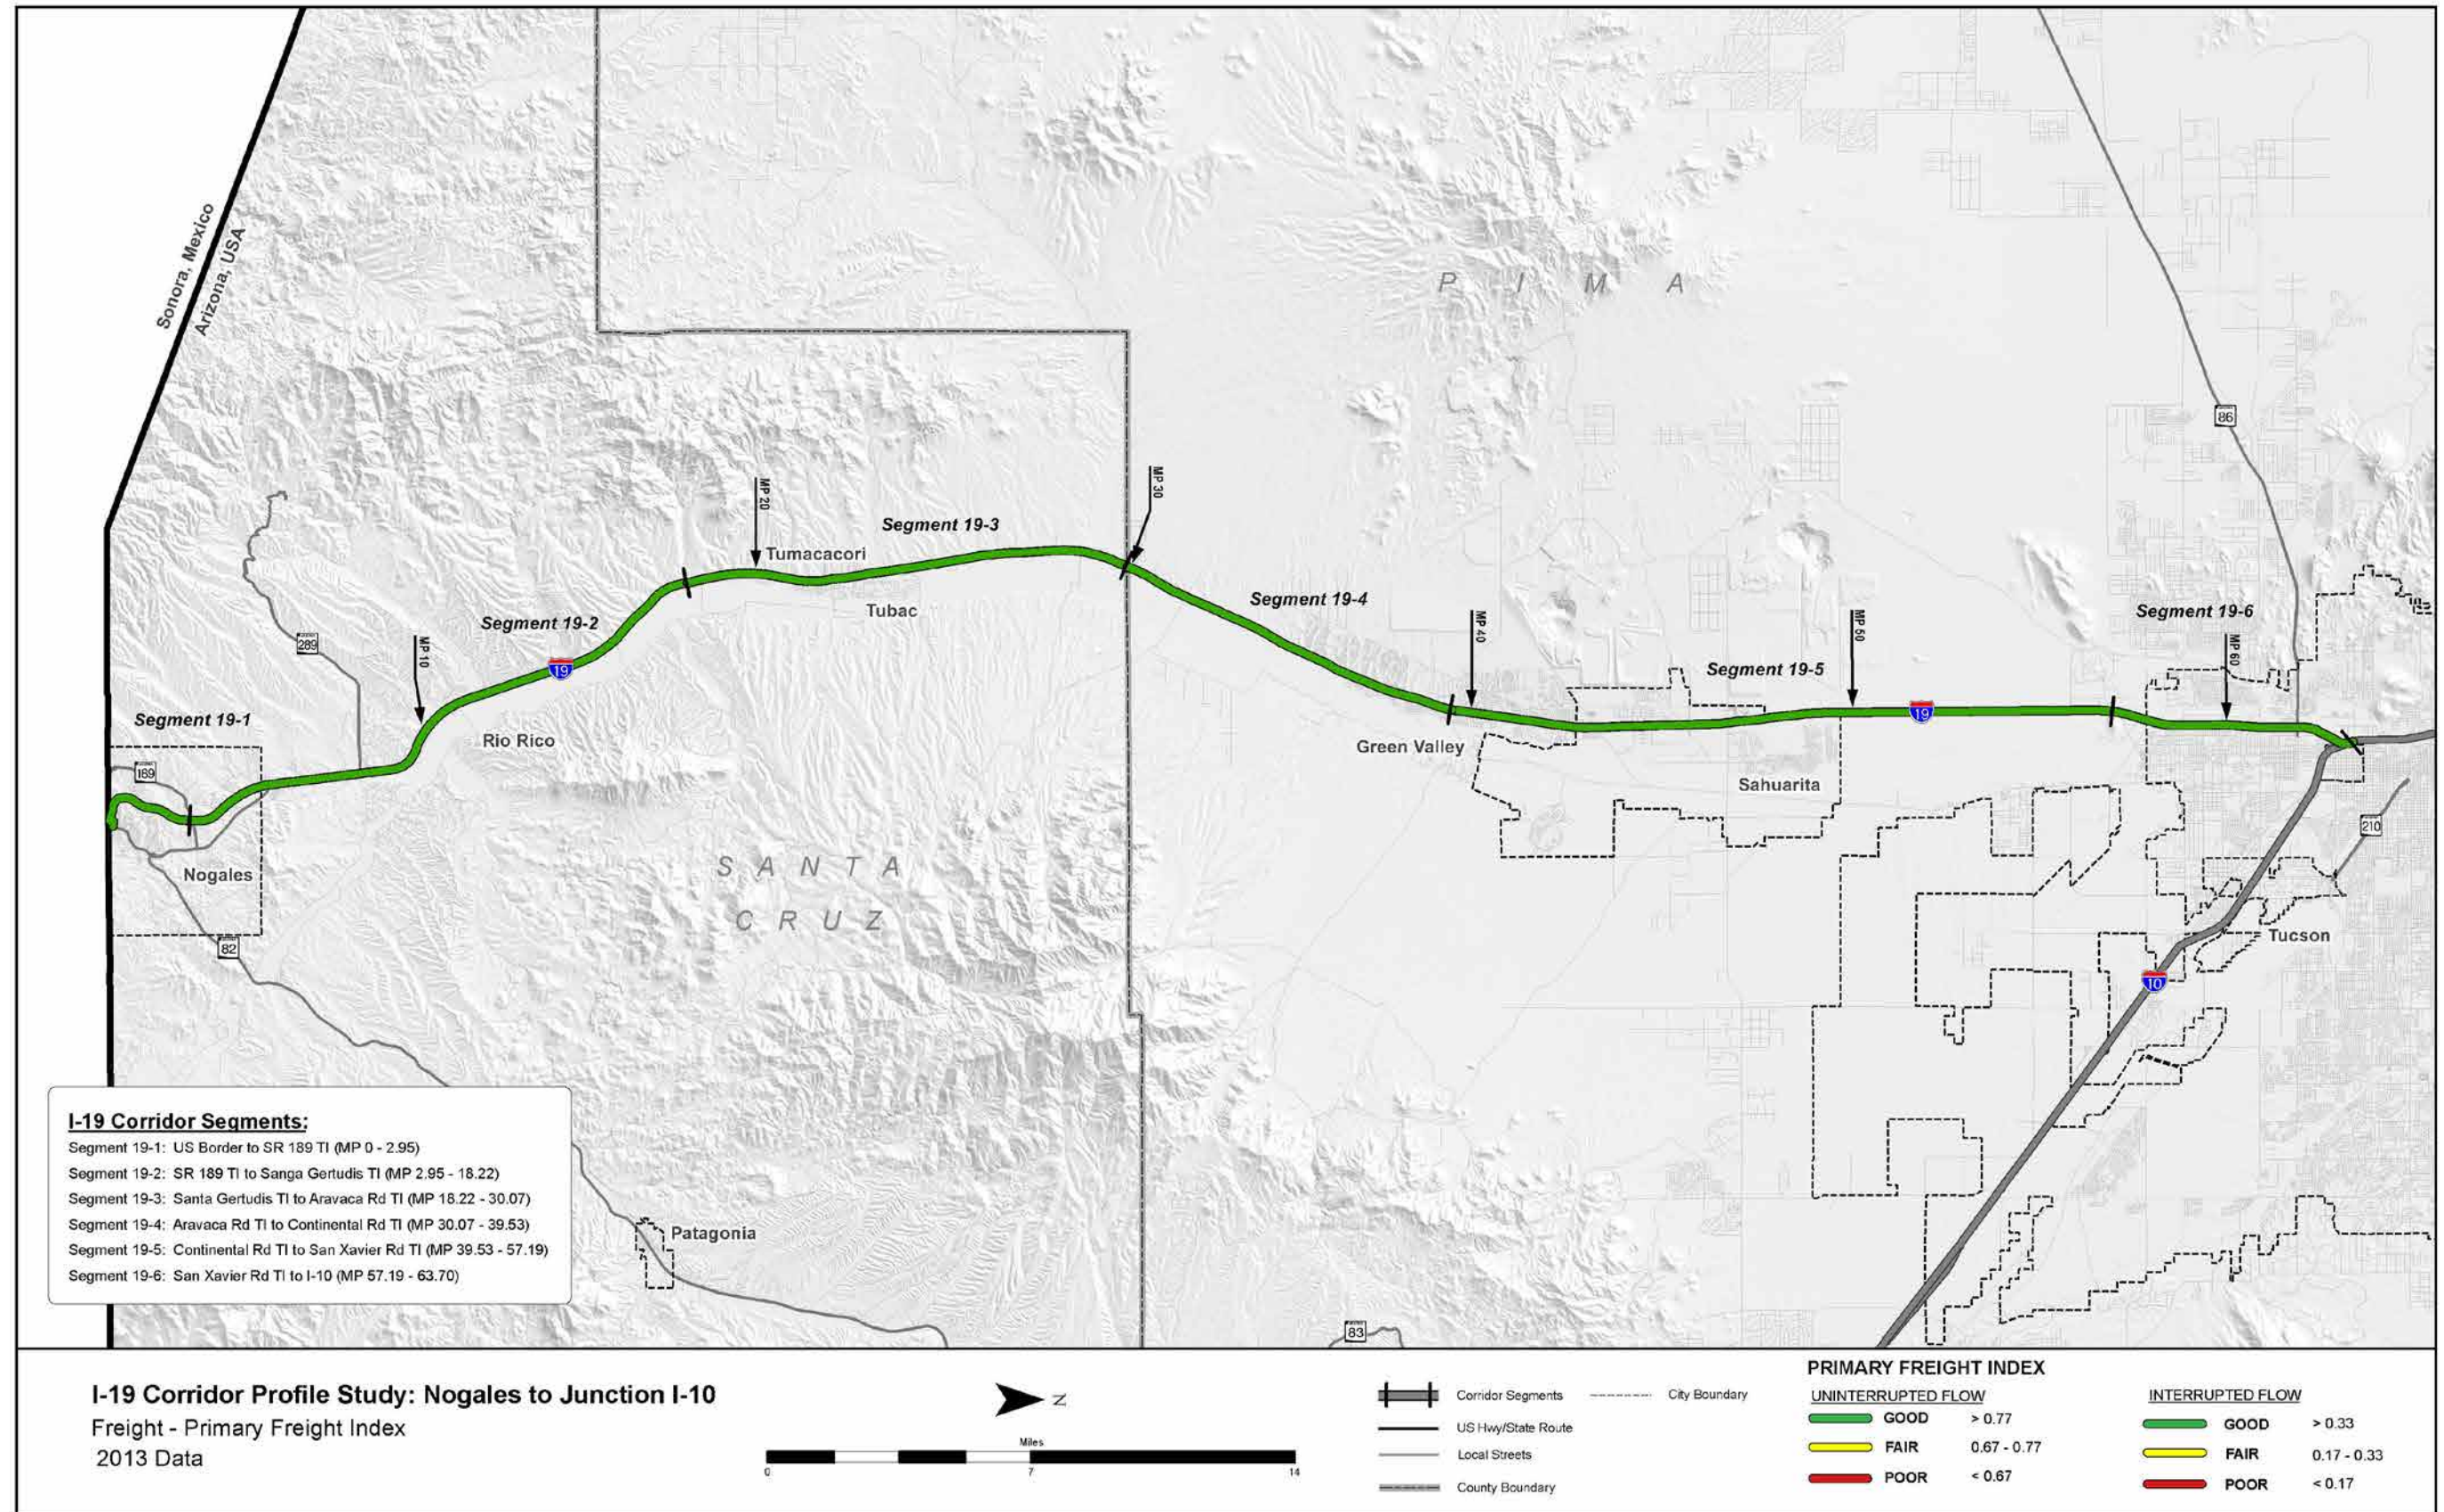 Sonora, Mexico
Arizona, USA
P I M A
86
MP 20
MP 30
Segment 19-3
Tumacacori
Tubac
Segment 19-4
Segment 19-2
19
289
MP 10
MP 40
MP 50
Segment 19-6
MP 60
Segment 19-5
19
Segment 19-1
Rio Rico
Green Valley
189
Sahuarita
210
Nogales
SANTA
CRUZ
82
Tucson
10
Patagonia
83
I-19 Corridor Segments:
Segment 19-1: US Border to SR 189 TI (MP 0 - 2.95)
Segment 19-2: SR 189 TI to Sanga Gertudis TI (MP 2.95 - 18.22)
Segment 19-3: Santa Gertudis TI to Aravaca Rd TI (MP 18.22 - 30.07)
Segment 19-4: Aravaca Rd TI to Continental Rd TI (MP 30.07 - 39.53)
Segment 19-5: Continental Rd TI to San Xavier Rd TI (MP 39.53 - 57.19)
Segment 19-6: San Xavier Rd TI to I-10 (MP 57.19 - 63.70)
I-19 Corridor Profile Study: Nogales to Junction I-10
Freight - Primary Freight Index
2013 Data
N
Miles
0 7 14
Corridor Segments
US Hwy/State Route
Local Streets
County Boundary
City Boundary
PRIMARY FREIGHT INDEX
UNINTERRUPTED FLOW
GOOD > 0.77
FAIR 0.67 - 0.77
POOR < 0.67
INTERRUPTED FLOW
GOOD > 0.33
FAIR 0.17 - 0.33
POOR < 0.17